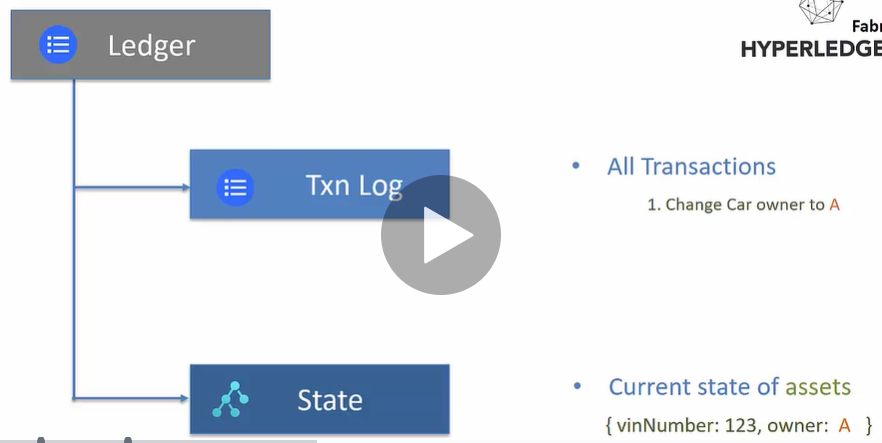 Ledger
Fabr
HYPERLEDGE
Txn Log
• All Transactions
1. Change Car owner to A
State
• Current state of assets
{ vinNumber: 123, owner: A }